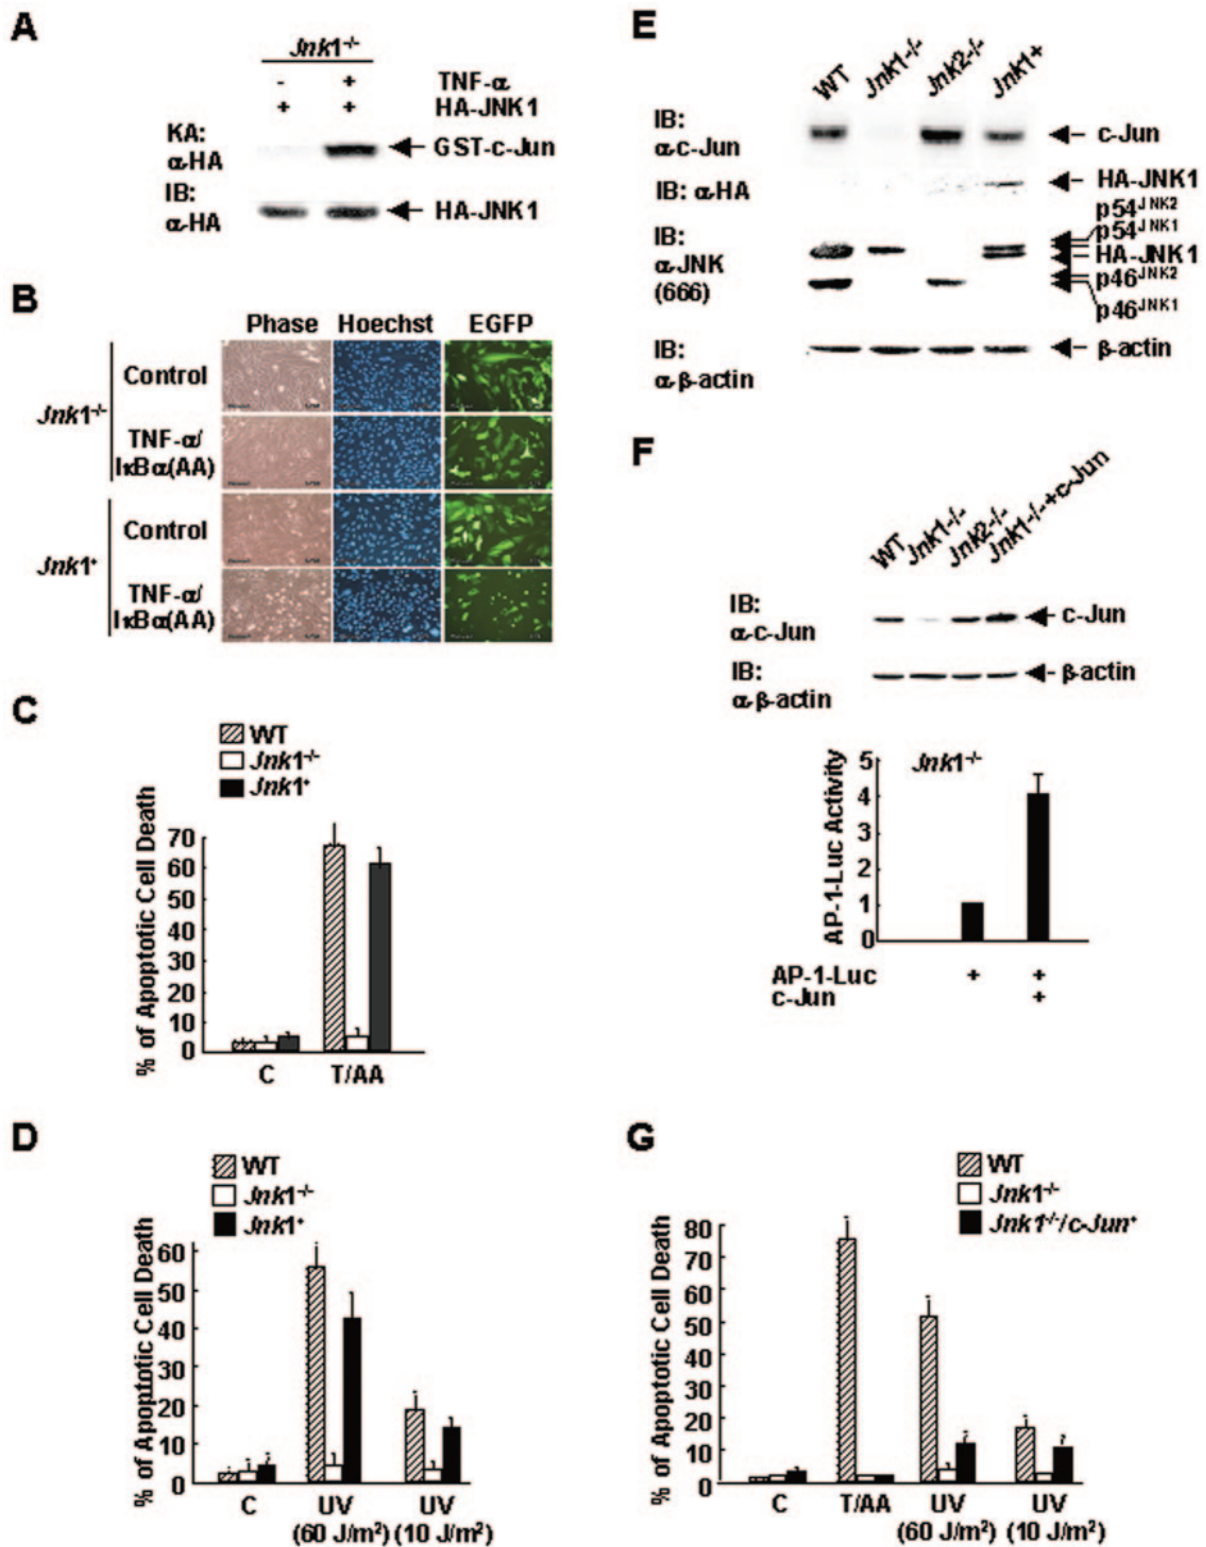 A
Jnk1-/-
- + TNF-α
+ + HA-JNK1
KA:
α-HA
GST-c-Jun
IB:
α-HA
HA-JNK1
B
Phase Hoechst EGFP
Jnk1-/-
Control
TNF-α/
IκBα(AA)
Jnk1+
Control
TNF-α/
IκBα(AA)
C
WT
Jnk1-/-
Jnk1+
% of Apoptotic Cell Death
70
60
50
40
30
20
10
0
C T/AA
D
WT
Jnk1-/-
Jnk1+
% of Apoptotic Cell Death
60
50
40
30
20
10
0
C UV UV
(60 J/m²) (10 J/m²)
E
WT Jnk1-/- Jnk2-/- Jnk1+
IB:
α-c-Jun
c-Jun
IB: α-HA
HA-JNK1
IB:
α-JNK
(666)
p54JNK2
p54JNK1
HA-JNK1
p46JNK2
p46JNK1
IB:
α-β-actin
β-actin
F
WT Jnk1-/- Jnk2-/- Jnk1-/-+c-Jun
IB:
α-c-Jun
c-Jun
IB:
α-β-actin
β-actin
Jnk1-/-
AP-1-Luc Activity
5
4
3
2
1
0
AP-1-Luc + +
c-Jun +
G
WT
Jnk1-/-
Jnk1-/-/c-Jun+
% of Apoptotic Cell Death
80
70
60
50
40
30
20
10
0
C T/AA UV UV
(60 J/m²) (10 J/m²)